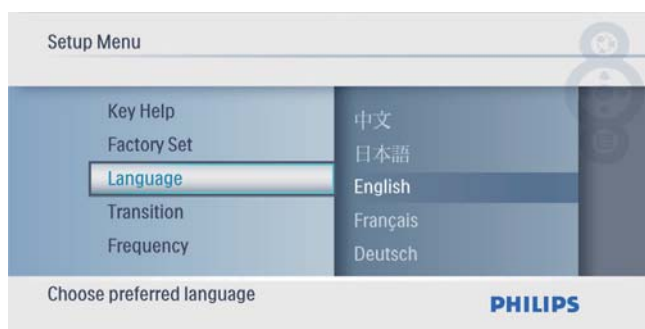 Setup Menu
Key Help
Factory Set
Language
Transition
Frequency
中文
日本語
English
Français
Deutsch
Choose preferred language
PHILIPS